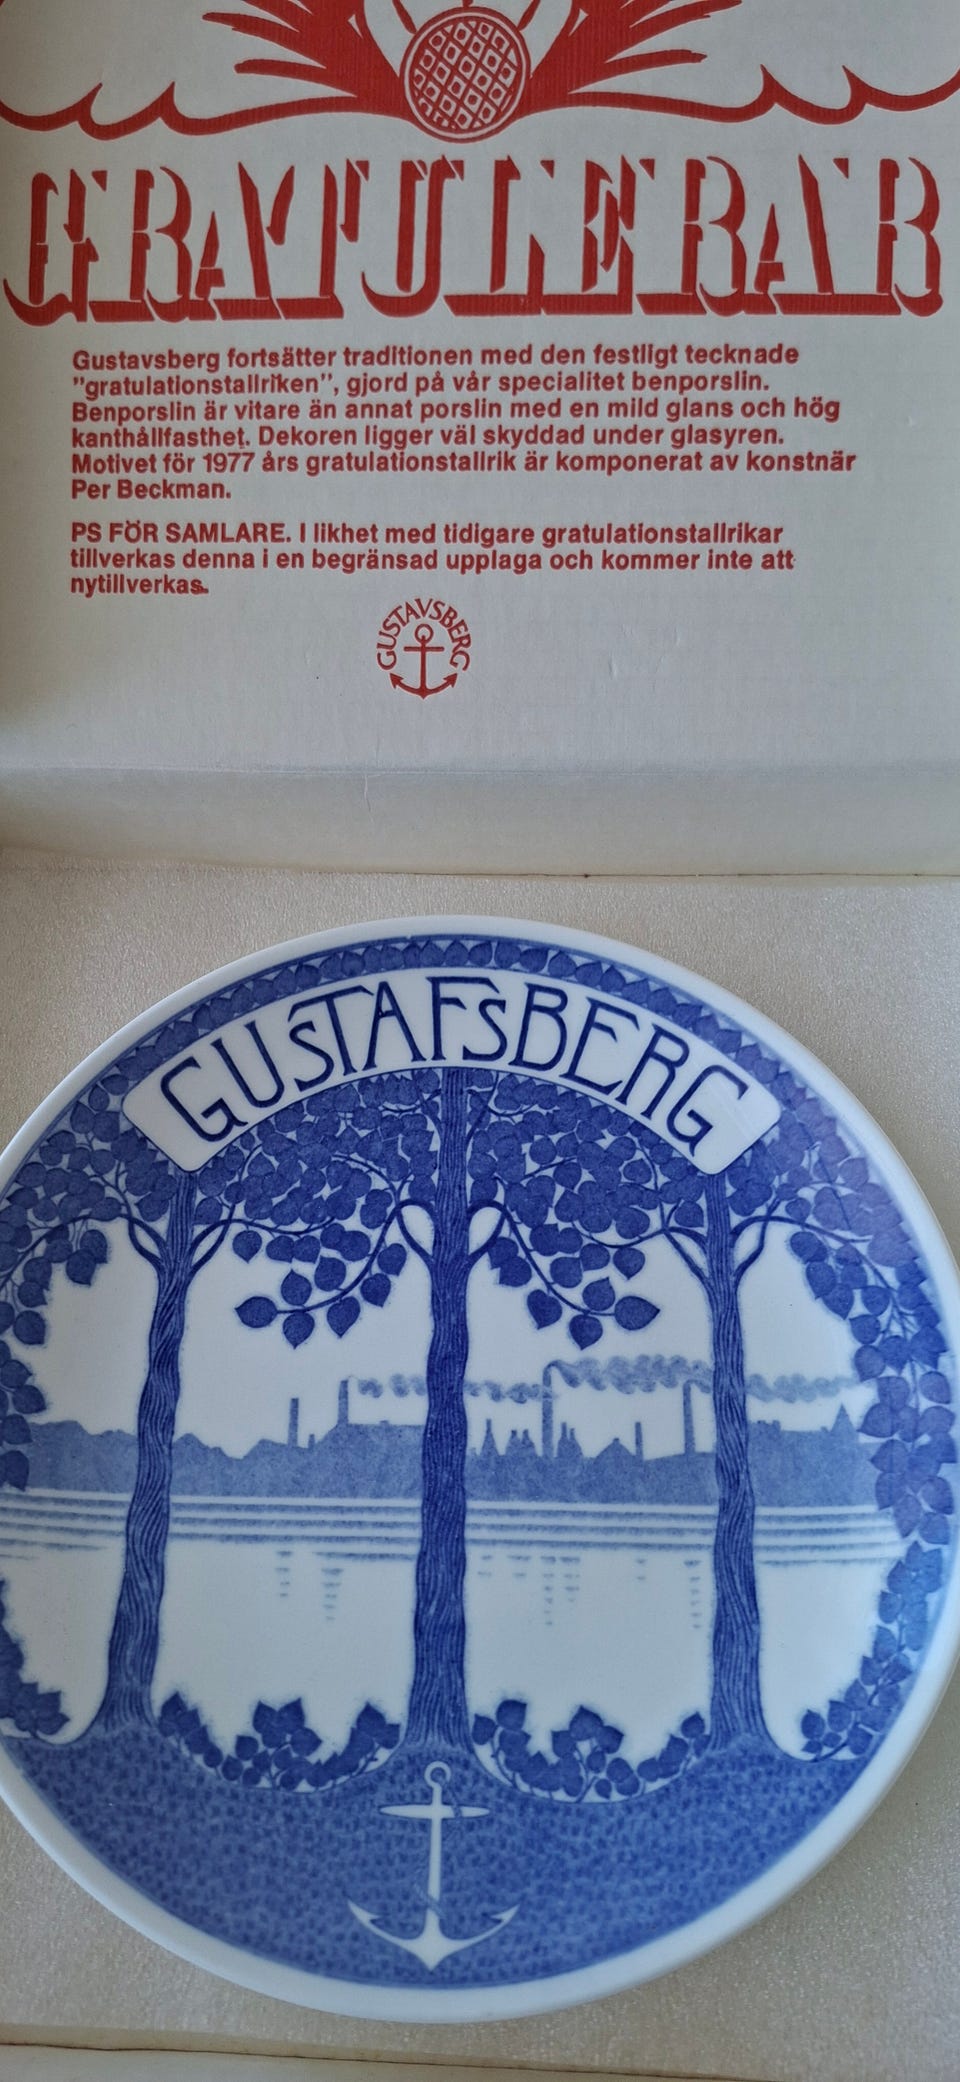 GRATULERAR
Gustavsberg fortsätter traditionen med den festligt tecknade
"gratulationstallriken", gjord på vår specialitet benporslin.
Benporslin är vitare än annat porslin med en mild glans och hög
kanthållfasthet. Dekoren ligger väl skyddad under glasyren.
Motivet för 1977 års gratulationstallrik är komponerat av konstnär
Per Beckman.
PS FÖR SAMLARE. I likhet med tidigare gratulationstallrikar
tillverkas denna i en begränsad upplaga och kommer inte att
nytillverkas.
GUSTAVSBERG
GUSTAFSBERG